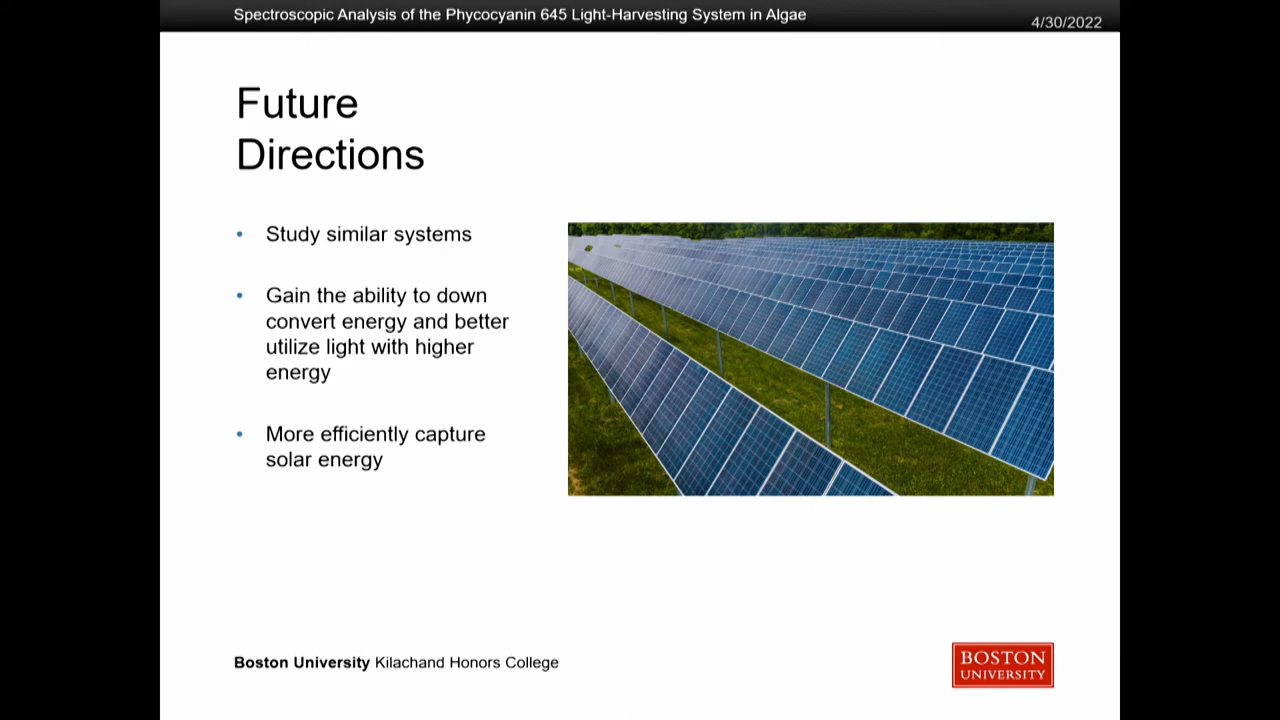 Spectroscopic Analysis of the Phycocyanin 645 Light-Harvesting System in Algae
4/30/2022
Future
Directions
• Study similar systems
• Gain the ability to down
convert energy and better
utilize light with higher
energy
• More efficiently capture
solar energy
Boston University Kilachand Honors College
BOSTON
UNIVERSITY